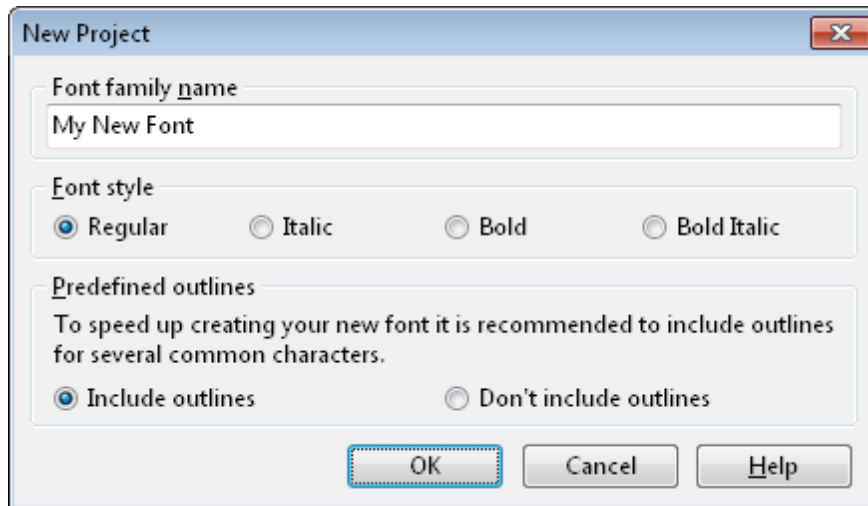 New Project
Font family name
My New Font
Font style
Regular Italic Bold Bold Italic
Predefined outlines
To speed up creating your new font it is recommended to include outlines
for several common characters.
Include outlines Don't include outlines
OK Cancel Help